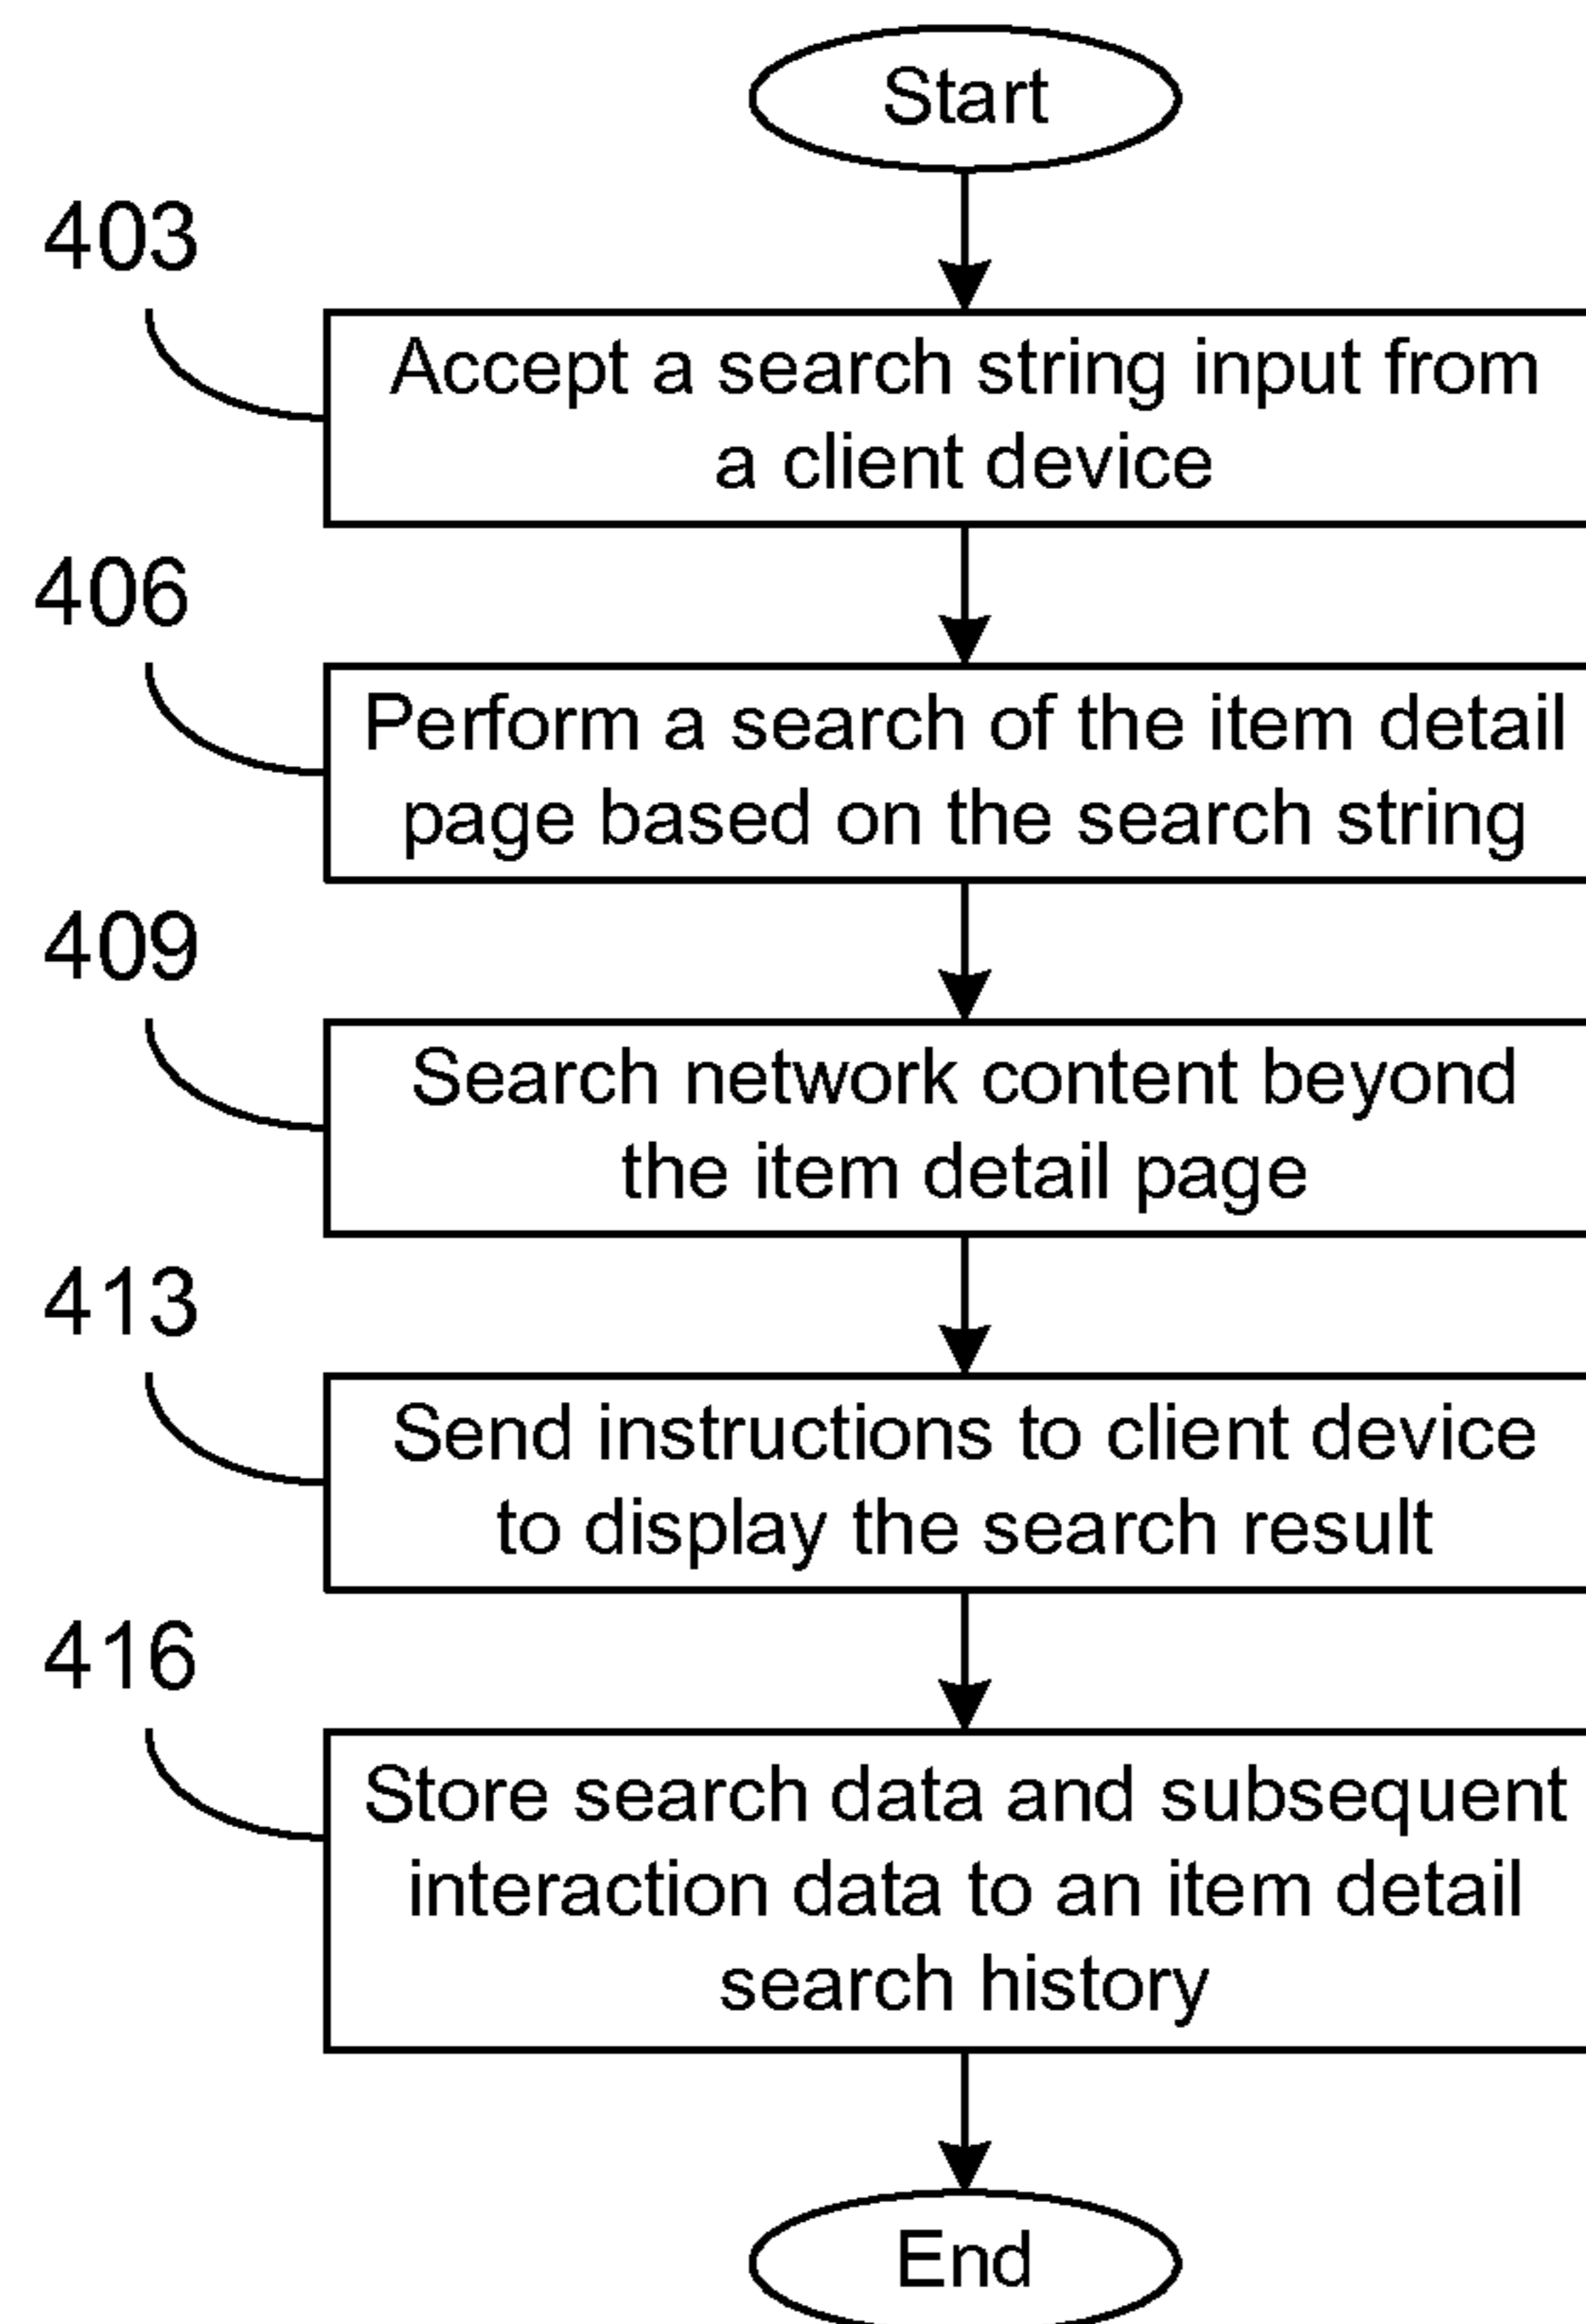 Start
403
Accept a search string input from
a client device
406
Perform a search of the item detail
page based on the search string
409
Search network content beyond
the item detail page
413
Send instructions to client device
to display the search result
416
Store search data and subsequent
interaction data to an item detail
search history
End